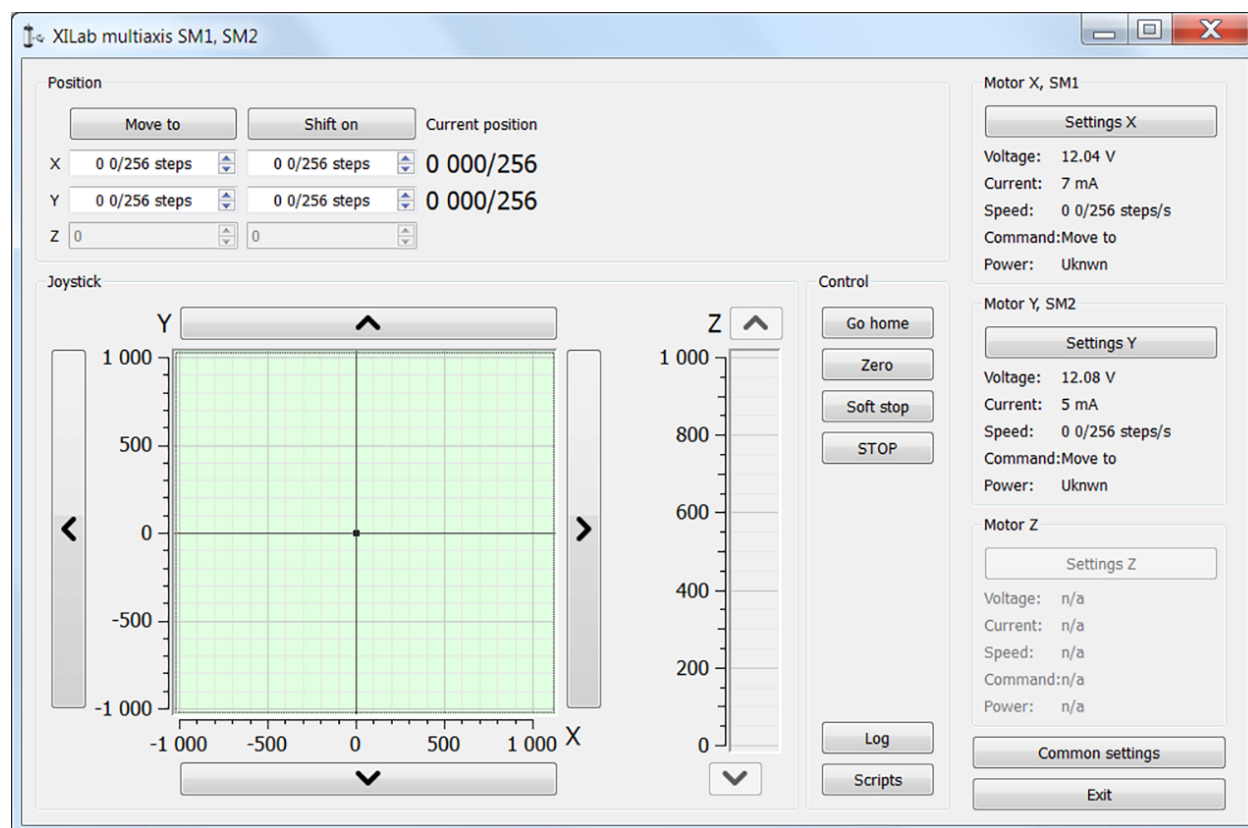 XILab multiaxis SM1, SM2
Position
Move to Shift on Current position
X 0 0/256 steps 0 0/256 steps 0 000/256
Y 0 0/256 steps 0 0/256 steps 0 000/256
Z 0 0
Joystick
Y
1 000
500
0
-500
-1 000
-1 000 -500 0 500 1 000 X
Z
1 000
800
600
400
200
0
Control
Go home
Zero
Soft stop
STOP
Log
Scripts
Motor X, SM1
Settings X
Voltage: 12.04 V
Current: 7 mA
Speed: 0 0/256 steps/s
Command:Move to
Power: Uknwn
Motor Y, SM2
Settings Y
Voltage: 12.08 V
Current: 5 mA
Speed: 0 0/256 steps/s
Command:Move to
Power: Uknwn
Motor Z
Settings Z
Voltage: n/a
Current: n/a
Speed: n/a
Command:n/a
Power: n/a
Common settings
Exit